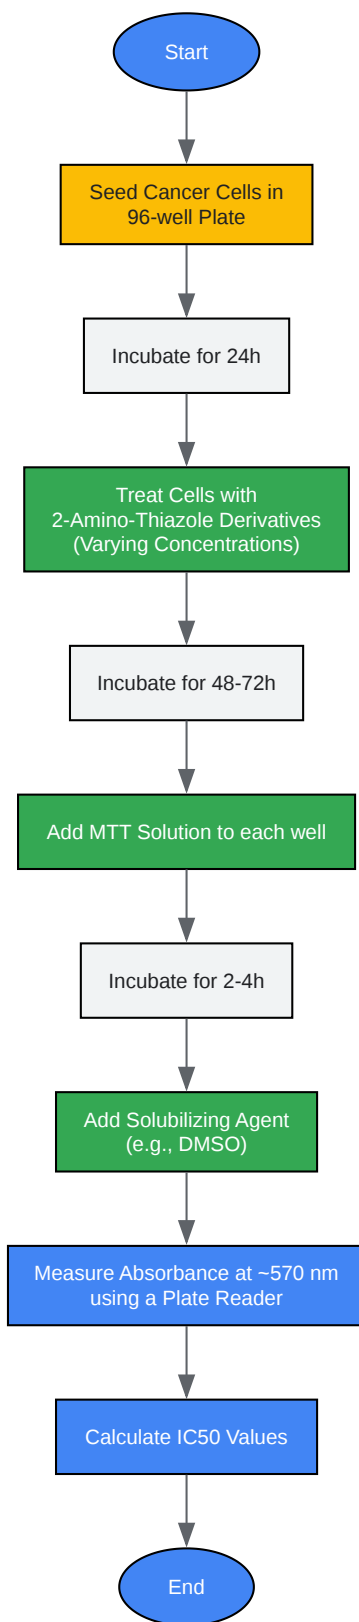 Start
Seed Cancer Cells in
96-well Plate
Incubate for 24h
Treat Cells with
2-Amino-Thiazole Derivatives
(Varying Concentrations)
Incubate for 48-72h
Add MTT Solution to each well
Incubate for 2-4h
Add Solubilizing Agent
(e.g., DMSO)
Measure Absorbance at ~570 nm
using a Plate Reader
Calculate IC50 Values
End